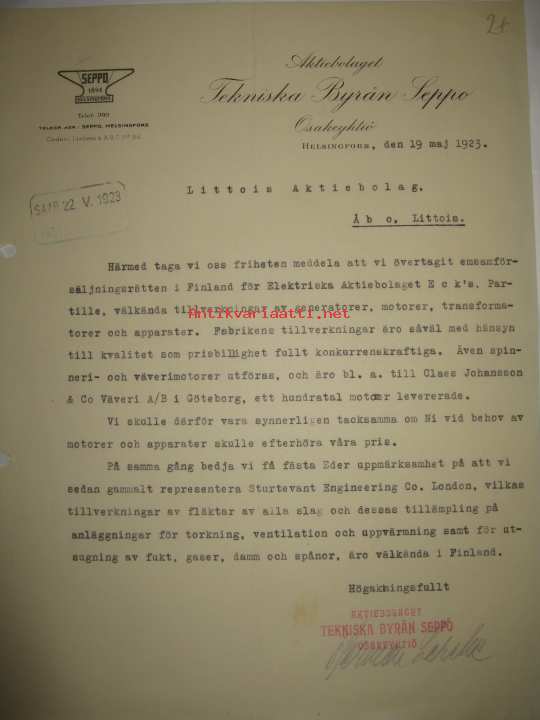 2+
SEPPO
1894
HELSINGFORS
Aktiebolaget
Tekniska Byrån Seppo
Osakeyhtiö
HELSINGFORS, den 19 maj 1923.
Littois Aktiebolag.
Åbo, Littois.
SAAP. 22 V. 1923
Härmed taga vi oss friheten meddela att vi övertagit emsamför-
säljningsrätten i Finland för Elektriska Aktiebolaget E c k's, Par-
tille, välkända tillverkningar av generatorer, motorer, transforma-
antikvariaatti.net
torer och apparater. Fabrikens tillverkningar äro såväl med hänsyn
till kvalitet som prisbillighet fullt konkurrenskraftiga. Även spin-
neri- och väverimotorer utföras, och äro bl. a. till Claes Johansson
& Co Väveri A/B i Göteborg, ett hundratal motorer levererade.
Vi skulle därför vara synnerligen tacksamma om Ni vid behov av
motorer och apparater skulle efterhöra våra pris.
På samma gång bedja vi få fästa Eder uppmärksamhet på att vi
sedan gammalt representera Sturtevant Engineering Co. London, vilkas
tillverkningar av fläktar av alla slag och dessas tillämpling på
anläggningar för torkning, ventilation och uppvärmning samt för ut-
sugning av fukt, gaser, damm och spånor, äro välkända i Finland.
Högaktningsfullt
AKTIEBOLAGET
TEKNISKA BYRÅN SEPPO
OSAKEYHTIÖ